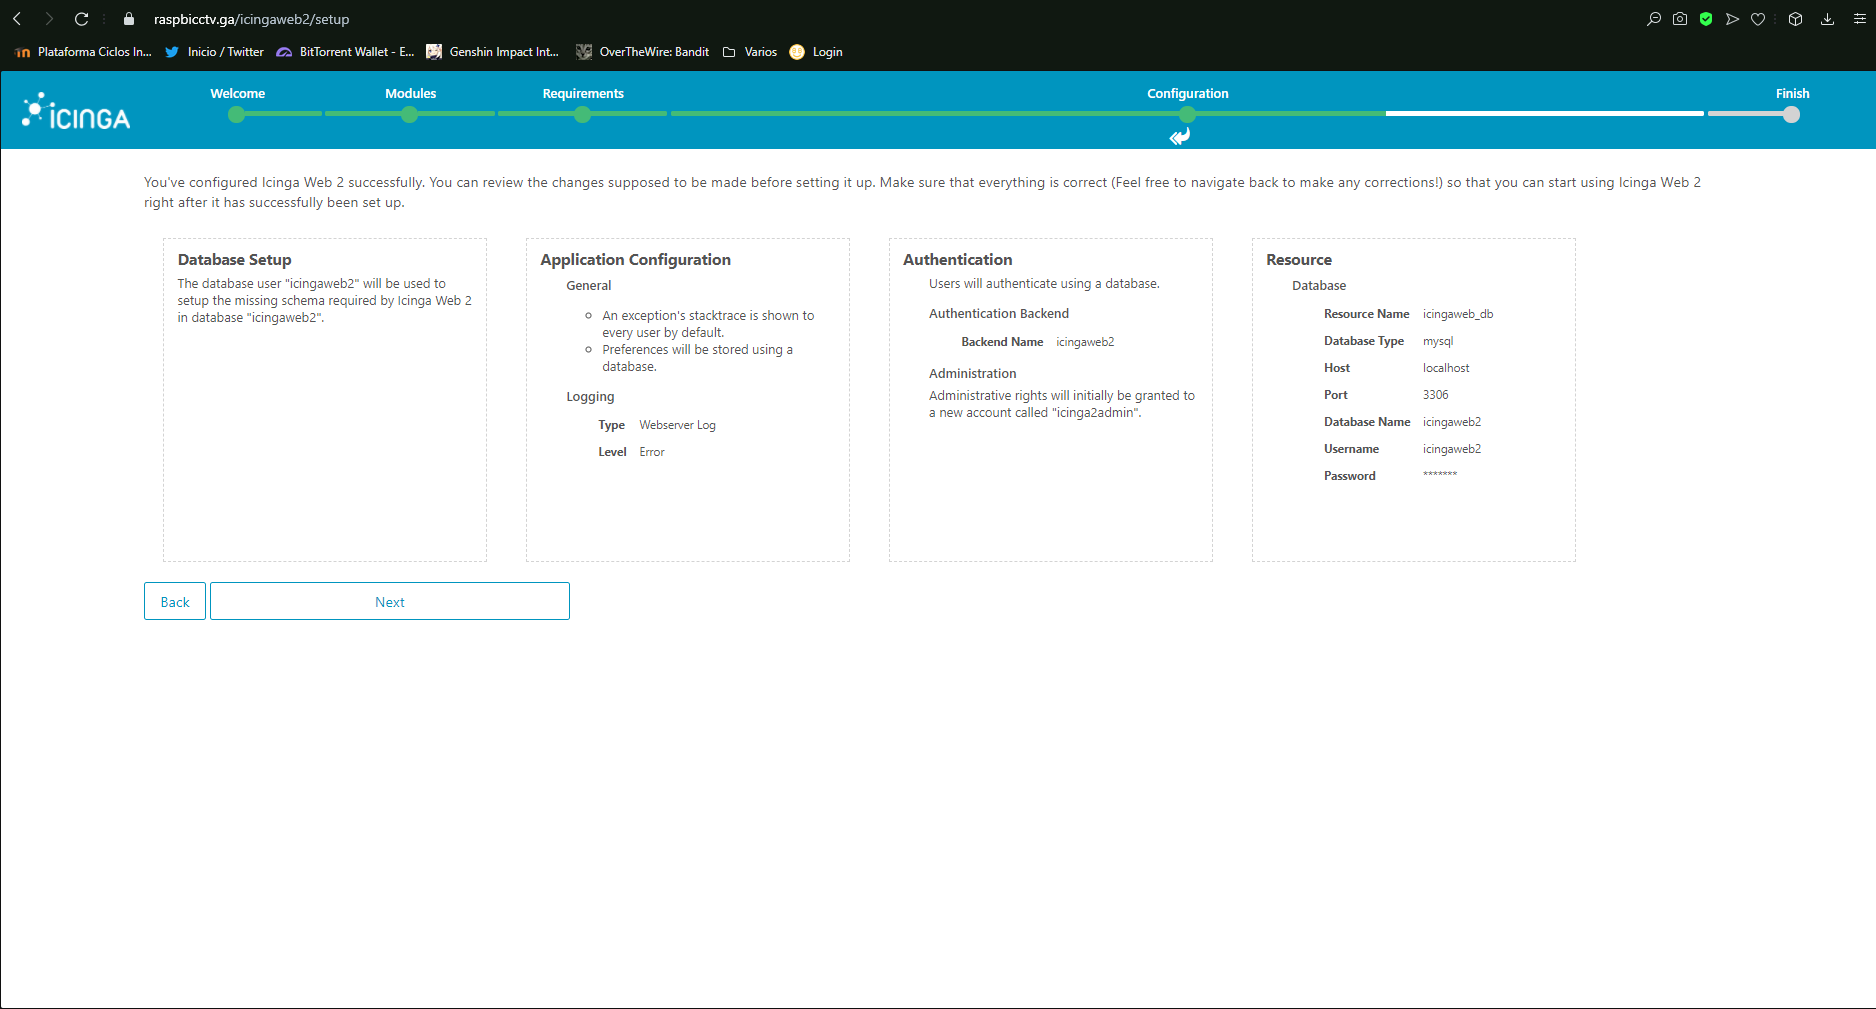 raspbicctv.ga/icingaweb2/setup
Plataforma Ciclos In...
Inicio / Twitter
BitTorrent Wallet - E...
Genshin Impact Int...
OverTheWire: Bandit
Varios
Login
ICINGA
Welcome
Modules
Requirements
Configuration
Finish
You've configured Icinga Web 2 successfully. You can review the changes supposed to be made before setting it up. Make sure that everything is correct (Feel free to navigate back to make any corrections!) so that you can start using Icinga Web 2
right after it has successfully been set up.
Database Setup
The database user "icingaweb2" will be used to
setup the missing schema required by Icinga Web 2
in database "icingaweb2".
Application Configuration
General
An exception's stacktrace is shown to
every user by default.
Preferences will be stored using a
database.
Logging
Type Webserver Log
Level Error
Authentication
Users will authenticate using a database.
Authentication Backend
Backend Name icingaweb2
Administration
Administrative rights will initially be granted to
a new account called "icinga2admin".
Resource
Database
Resource Name icingaweb_db
Database Type mysql
Host localhost
Port 3306
Database Name icingaweb2
Username icingaweb2
Password *******
Back
Next